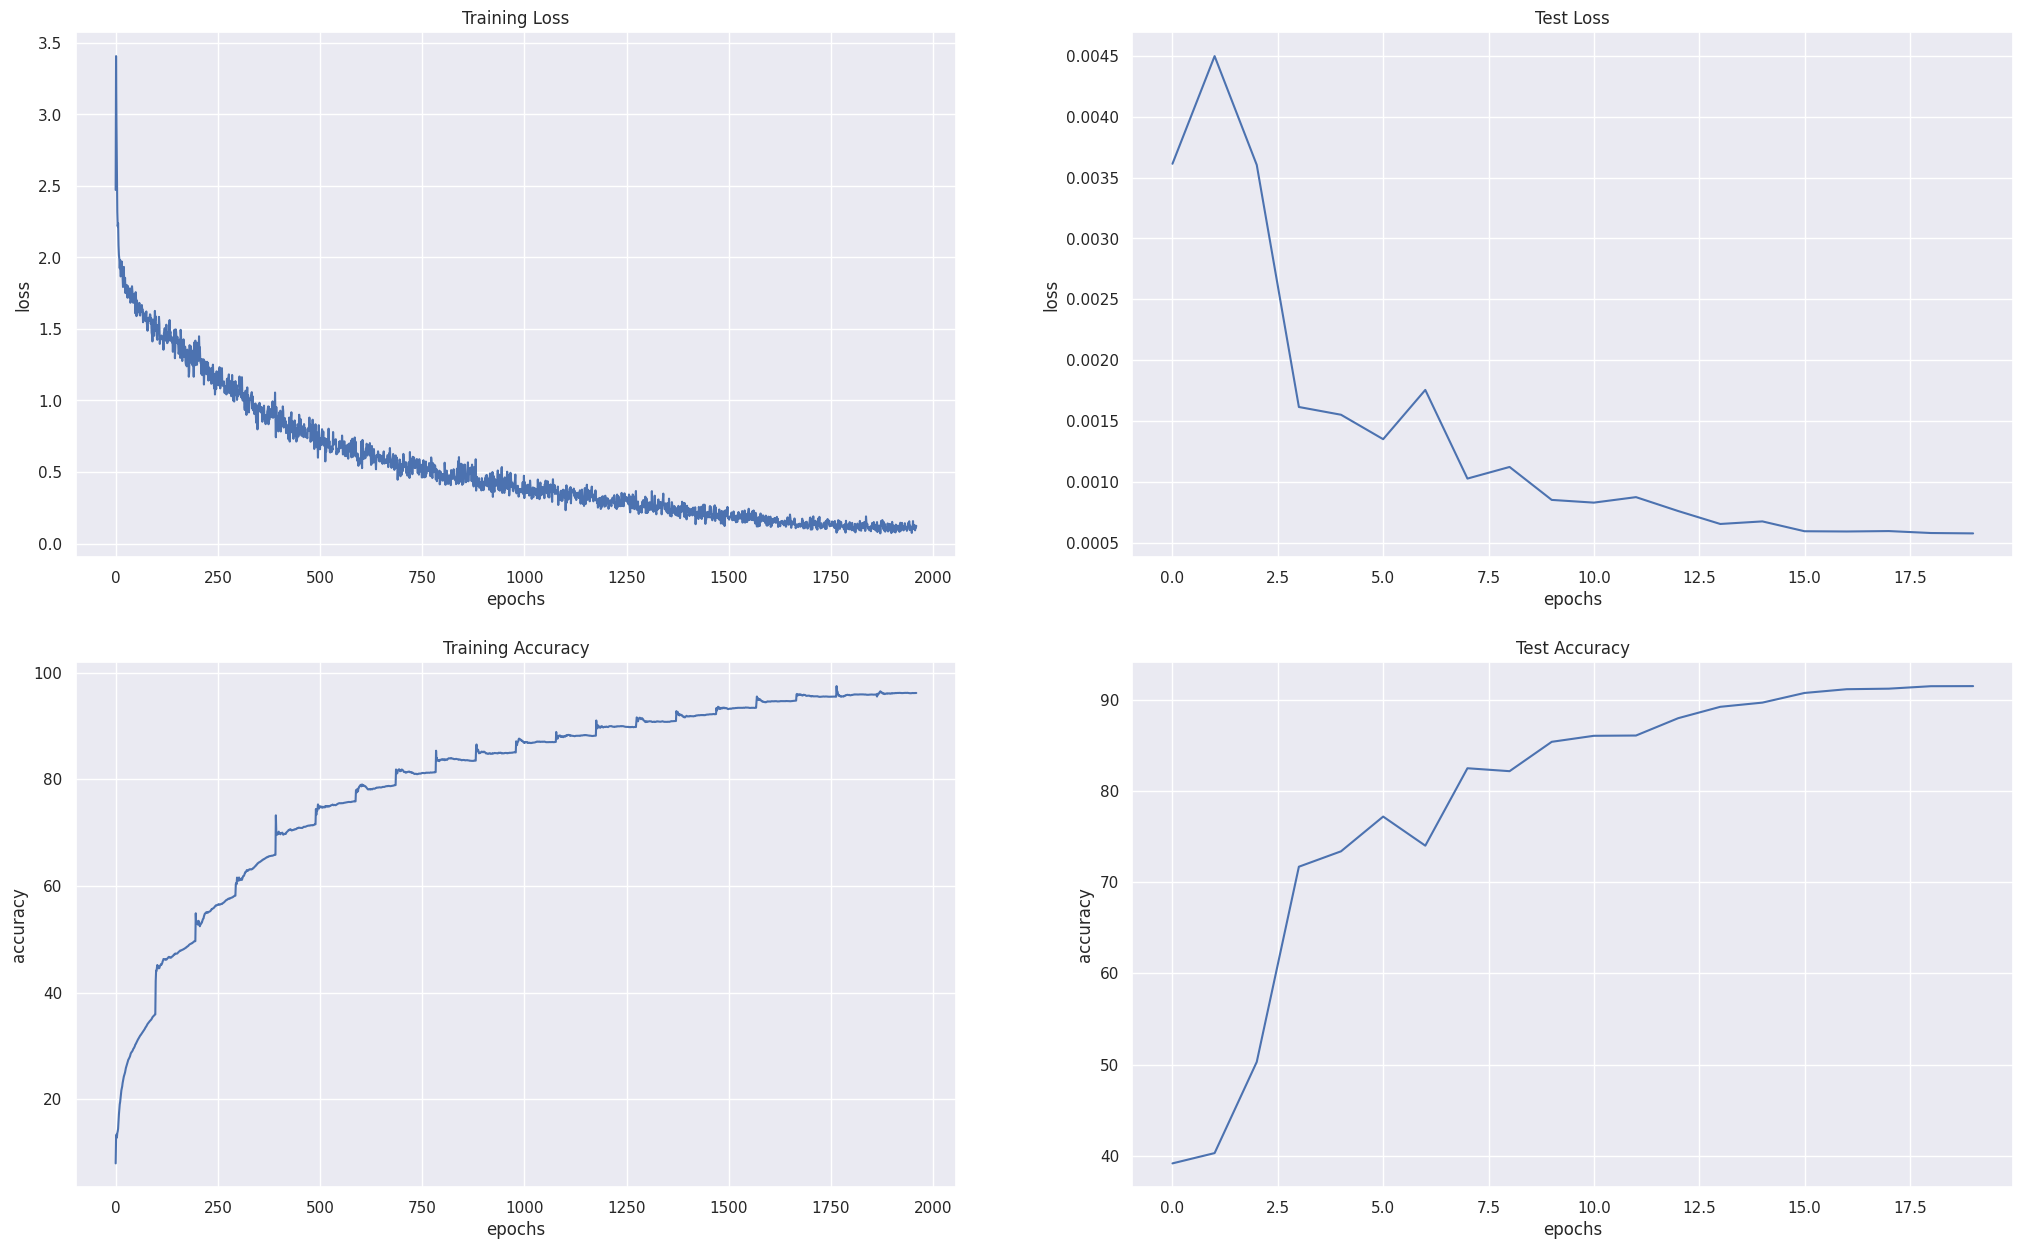 Training Loss
3.5
3.0
2.5
2.0
1.5
1.0
0.5
0.0
loss
0 250 500 750 1000 1250 1500 1750 2000
epochs
Test Loss
0.0045
0.0040
0.0035
0.0030
0.0025
0.0020
0.0015
0.0010
0.0005
loss
0.0 2.5 5.0 7.5 10.0 12.5 15.0 17.5
epochs
Training Accuracy
100
80
60
40
20
accuracy
0 250 500 750 1000 1250 1500 1750 2000
epochs
Test Accuracy
90
80
70
60
50
40
accuracy
0.0 2.5 5.0 7.5 10.0 12.5 15.0 17.5
epochs